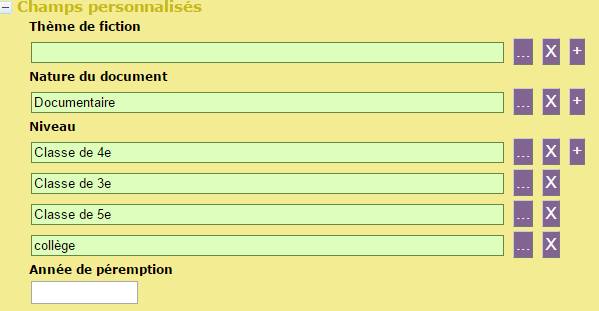 Champs personnalisés
Thème de fiction
... X +
Nature du document
Documentaire ... X +
Niveau
Classe de 4e ... X +
Classe de 3e ... X
Classe de 5e ... X
collège ... X
Année de péremption